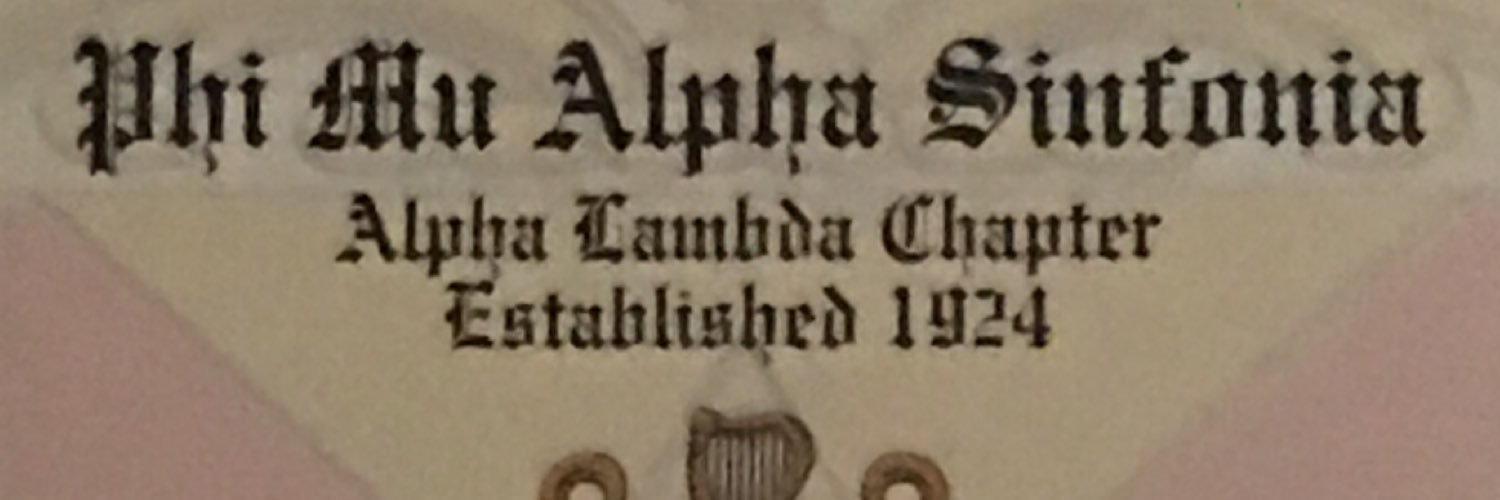 Phi Mu Alpha Sinfonia
Alpha Lambda Chapter
Established 1924